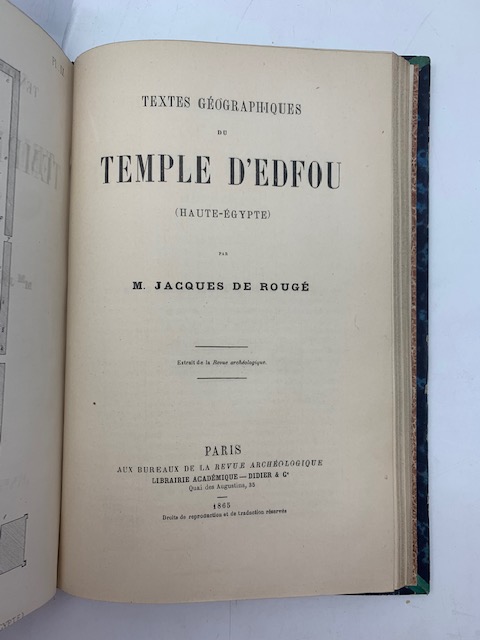 TEXTES GÉOGRAPHIQUES
DU
TEMPLE D'EDFOU
(HAUTE-ÉGYPTE)
PAR
M. JACQUES DE ROUGÉ
Extrait de la Revue archéologique.
PARIS
AUX BUREAUX DE LA REVUE ARCHÉOLOGIQUE
LIBRAIRIE ACADÉMIQUE — DIDIER & Cᵉ
Quai des Augustins, 35
1865
Droits de reproduction et de traduction réservés